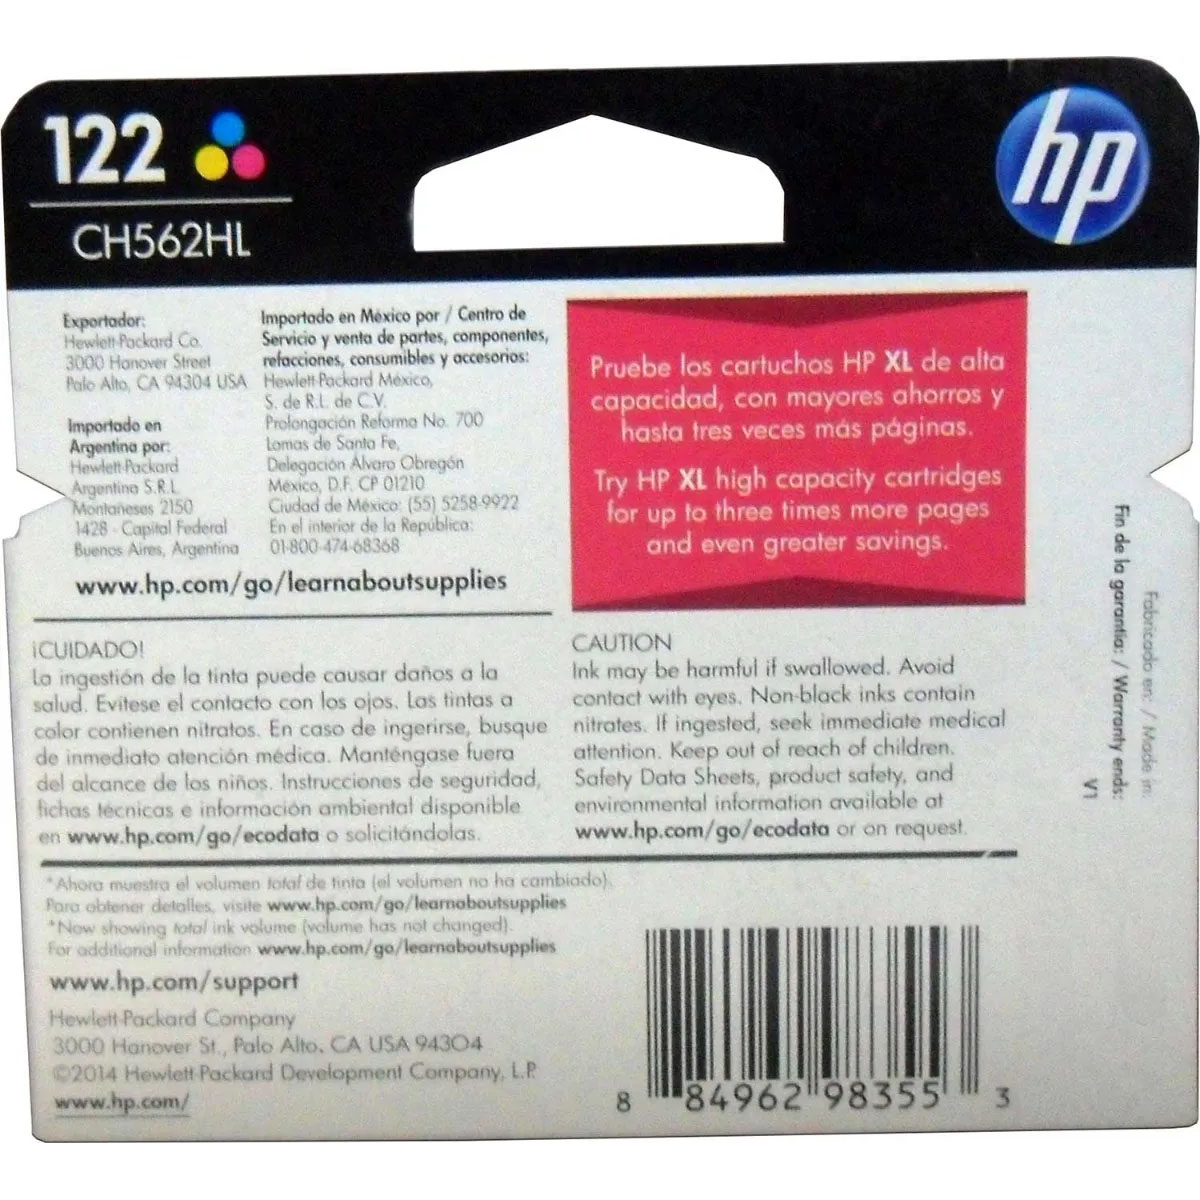 122
CH562HL
hp
Exportador:
Hewlett-Packard Co.
3000 Hanover Street
Palo Alto, CA 94304 USA
Importado en
Argentina por:
Hewlett-Packard
Argentina S.R.L
Montañeses 2150
1428 - Capital Federal
Buenos Aires, Argentina
Importado en México por / Centro de
Servicio y venta de partes, componentes,
refacciones, consumibles y accesorios:
Hewlett-Packard México,
S. de R.L. de C.V.
Prolongación Reforma No. 700
Lomas de Santa Fe,
Delegación Alvaro Obregón
México, D.F. CP 01210
Ciudad de México: (55) 5258-9922
En el interior de la República:
01-800-474-68368
www.hp.com/go/learnaboutsupplies
Pruebe los cartuchos HP XL de alta
capacidad, con mayores ahorros y
hasta tres veces más páginas.
Try HP XL high capacity cartridges
for up to three times more pages
and even greater savings.
¡CUIDADO!
La ingestión de la tinta puede causar daños a la
salud. Evítese el contacto con los ojos. Las tintas a
color contienen nitratos. En caso de ingerirse, busque
de inmediato atención médica. Manténgase fuera
del alcance de los niños. Instrucciones de seguridad,
fichas técnicas e información ambiental disponible
en www.hp.com/go/ecodata o solicitándolas.
CAUTION
Ink may be harmful if swallowed. Avoid
contact with eyes. Non-black inks contain
nitrates. If ingested, seek immediate medical
attention. Keep out of reach of children.
Safety Data Sheets, product safety, and
environmental information available at
www.hp.com/go/ecodata or on request.
Fabricado en: / Made in:
Fin de la garantía: / Warranty ends:
V1
*Ahora muestra el volumen total de tinta (el volumen no ha cambiado).
Para obtener detalles, visite www.hp.com/go/learnaboutsupplies
*Now showing total ink volume (volume has not changed).
For additional information www.hp.com/go/learnaboutsupplies
www.hp.com/support
Hewlett-Packard Company
3000 Hanover St., Palo Alto, CA USA 94304
©2014 Hewlett-Packard Development Company, L.P.
www.hp.com/
8 84962 98355 3